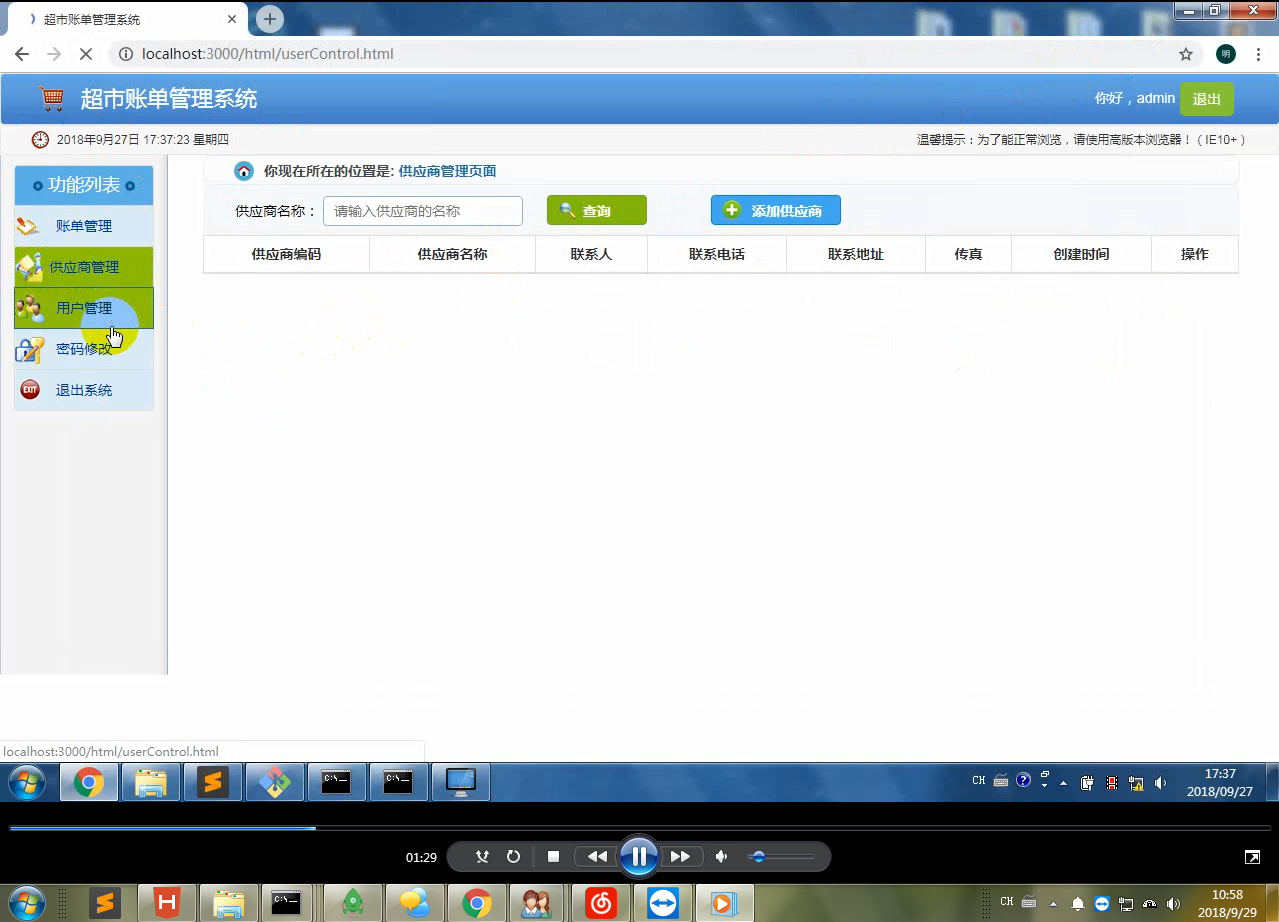 超市账单管理系统
localhost:3000/html/userControl.html
明
超市账单管理系统
你好，admin 退出
2018年9月27日 17:37:23 星期四
温馨提示：为了能正常浏览，请使用高版本浏览器！（IE10+）
功能列表
账单管理
供应商管理
用户管理
密码修改
EXIT 退出系统
你现在所在的位置是: 供应商管理页面
供应商名称： 请输入供应商的名称 查询 添加供应商
供应商编码 供应商名称 联系人 联系电话 联系地址 传真 创建时间 操作
localhost:3000/html/userControl.html
C:\_ C:\_
CH
17:37
2018/09/27
01:29
H
C:\_
CH
10:58
2018/9/29